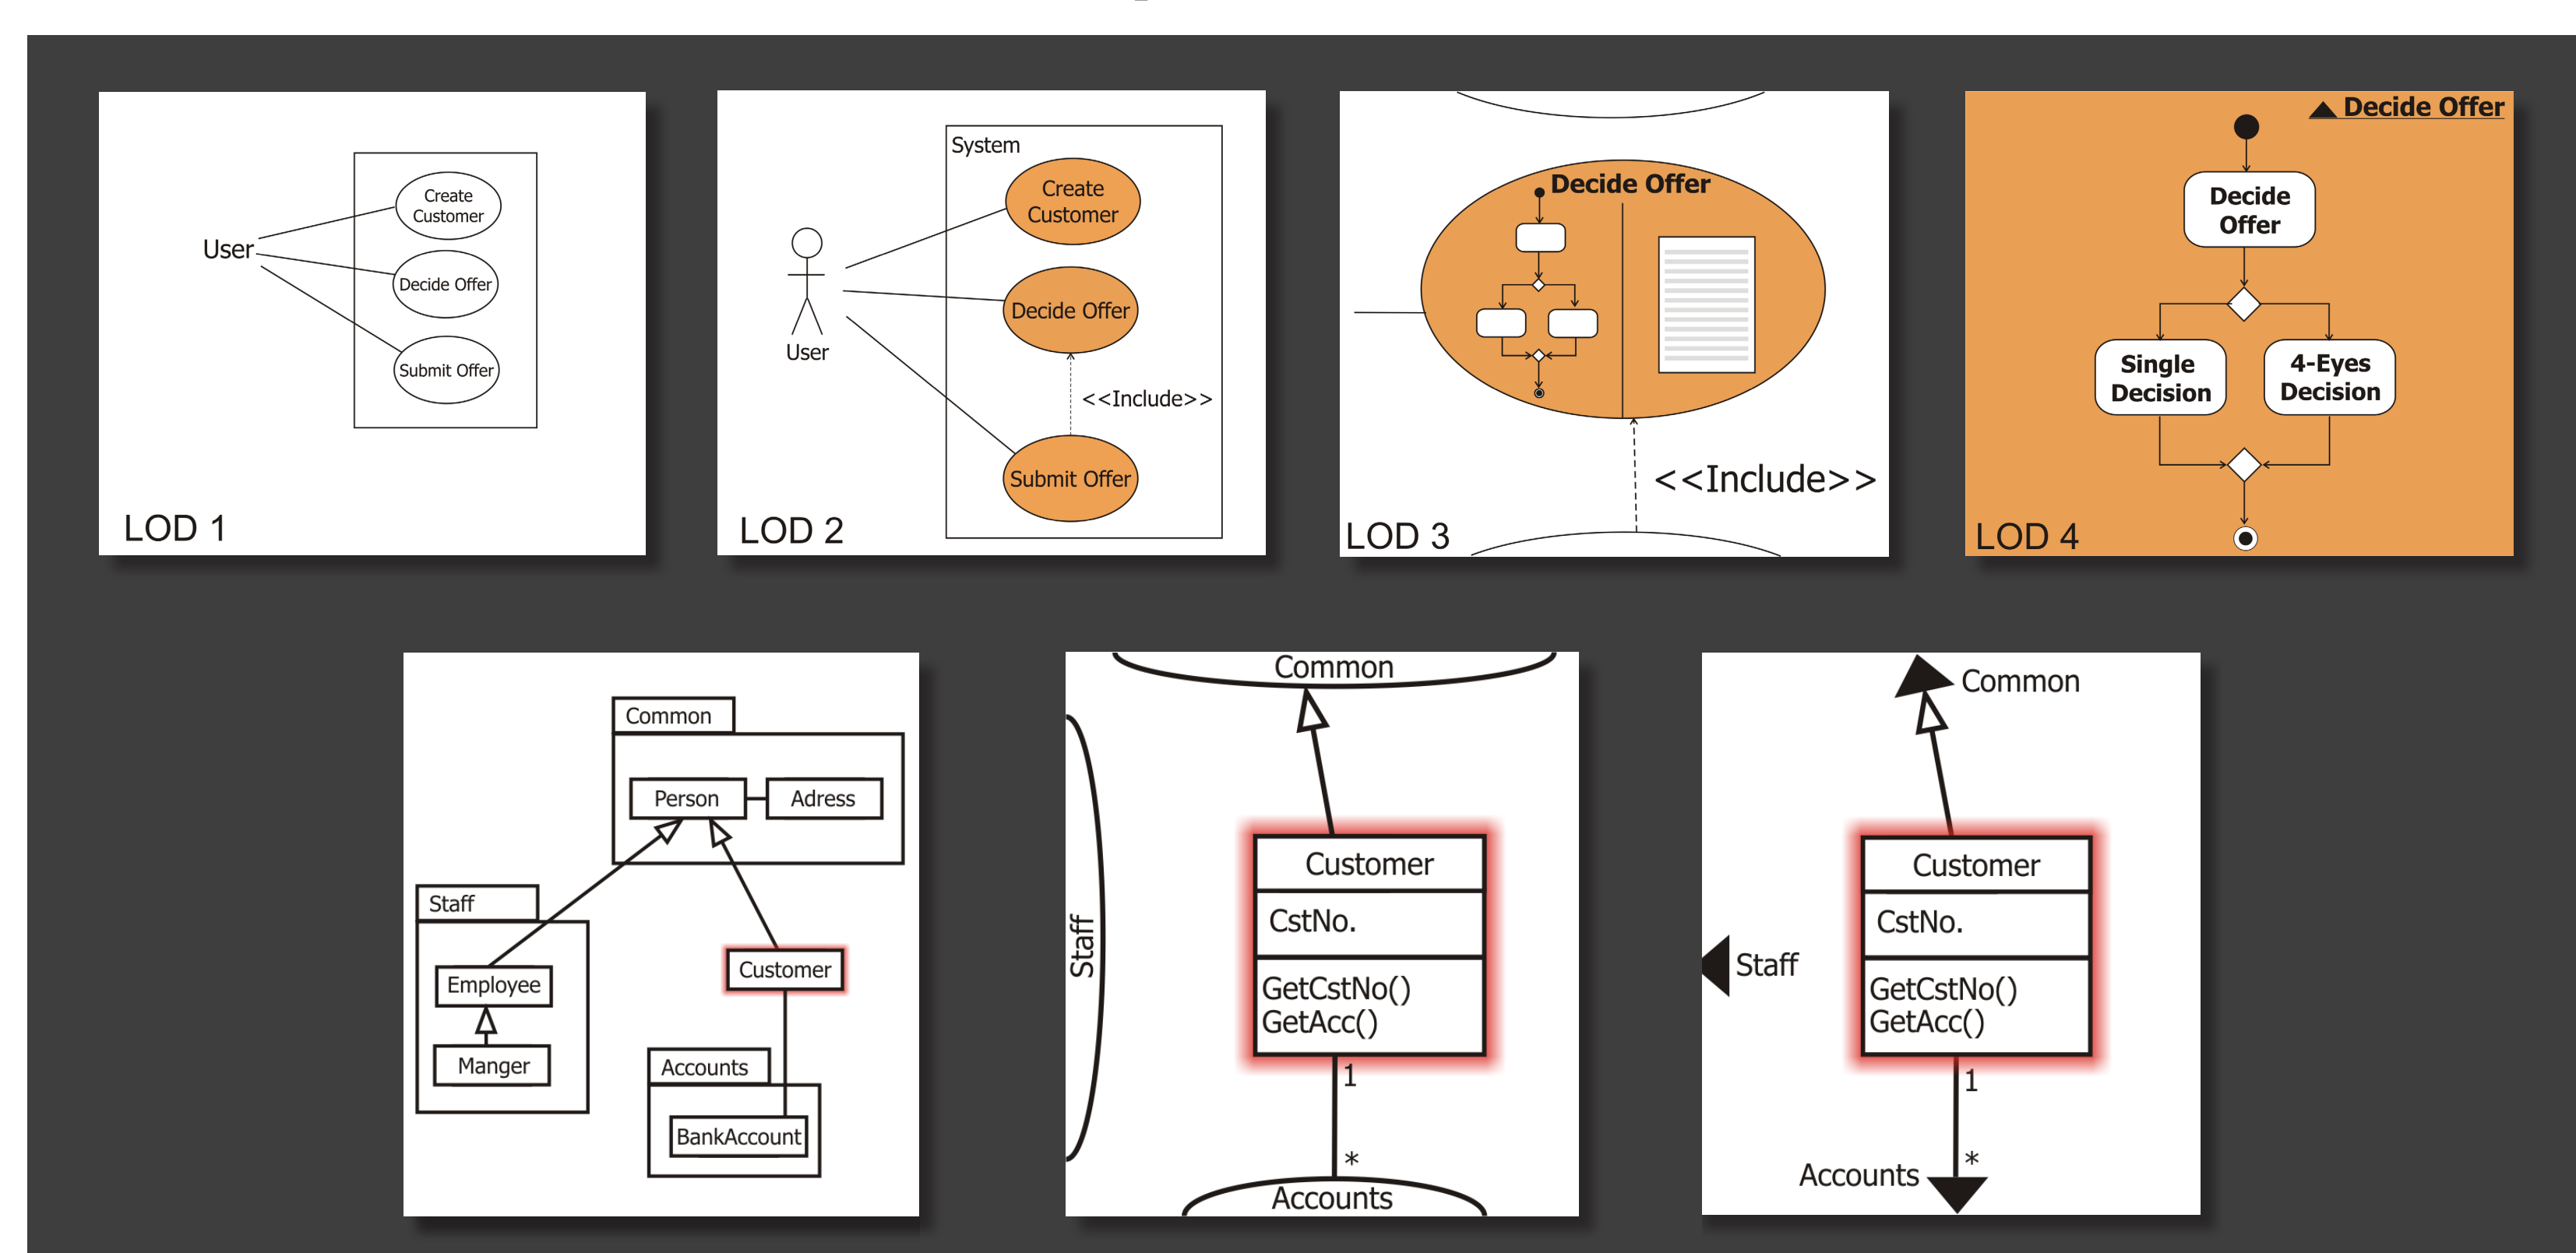 User
Create
Customer
Decide Offer
Submit Offer
LOD 1
System
Create
Customer
Decide Offer
<<Include>>
Submit Offer
User
LOD 2
Decide Offer
<<Include>>
LOD 3
Decide Offer
Decide
Offer
Single
Decision
4-Eyes
Decision
LOD 4
Common
Person
Adress
Staff
Employee
Manger
Customer
Accounts
BankAccount
Common
Staff
Customer
CstNo.
GetCstNo()
GetAcc()
1
*
Accounts
Common
Staff
Customer
CstNo.
GetCstNo()
GetAcc()
1
*
Accounts